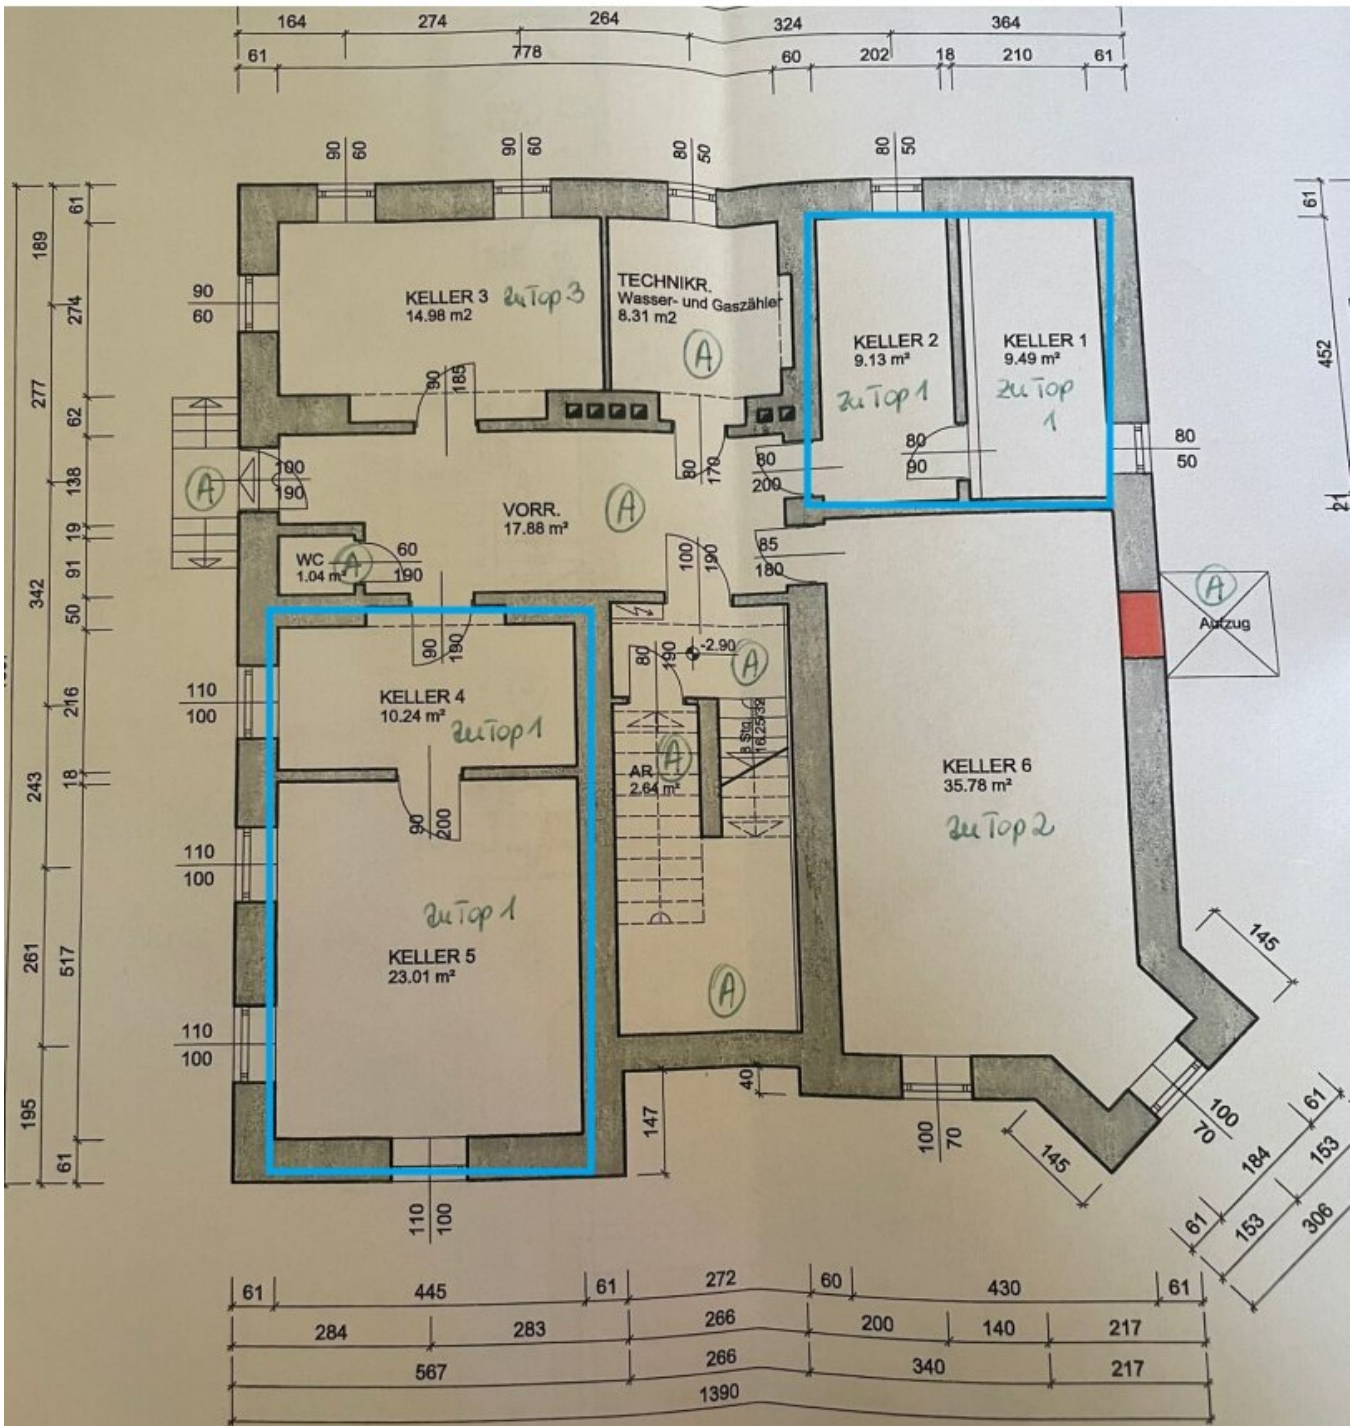 164 274 264 324 364
61 778 60 202 18 210 61
90 60
90 60
80 50
80 50
61
189
274
277
62
138
19
91
342
50
216
18
243
517
261
195
61
61
452
21
90
60
KELLER 3 zu Top 3
14.98 m2
TECHNIKR.
Wasser- und Gaszähler
8.31 m2
A
KELLER 2
9.13 m²
zu Top 1
KELLER 1
9.49 m²
zu Top
1
90 185
80 170
80
200
80
90
80
50
A
100
190
VORR.
17.88 m²
A
WC
1.04 m²
A
60
190
100 190
85
180
A
Aufzug
90 190
80 190
-2.90
A
110
100
KELLER 4
10.24 m²
zu Top 1
8 Stg.
16.25/32
AR
2.64 m²
A
KELLER 6
35.78 m²
zu Top 2
90 200
110
100
zu Top 1
KELLER 5
23.01 m²
A
110
100
145
40
147
100 70
145
100
70
61
184
153
61
153
306
110 100
61 445 61 272 60 430 61
284 283 266 200 140 217
567 266 340 217
1390